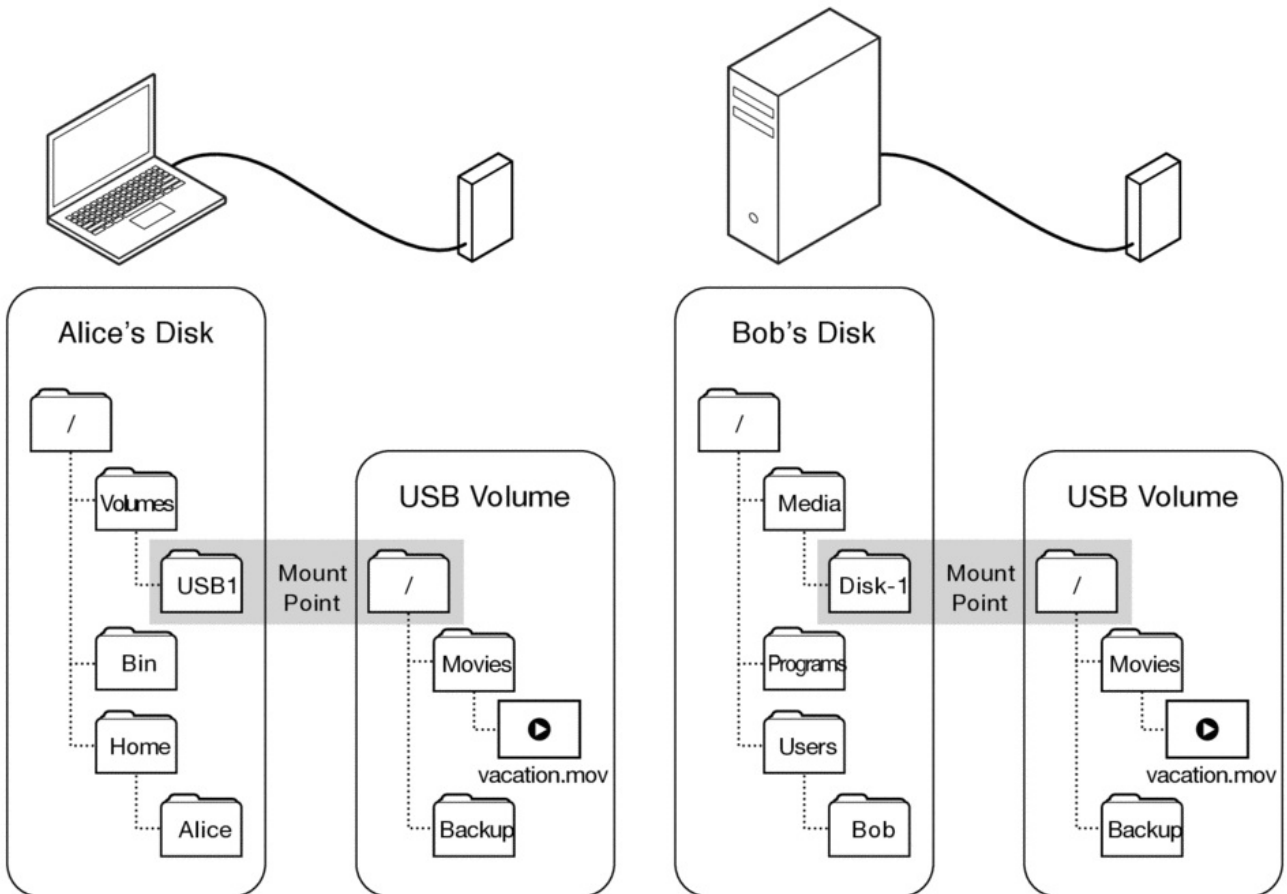 Alice's Disk
/
Volumes
USB1
Bin
Home
Alice
Mount
Point
USB Volume
/
Movies
vacation.mov
Backup
Bob's Disk
/
Media
Disk-1
Programs
Users
Bob
Mount
Point
USB Volume
/
Movies
vacation.mov
Backup